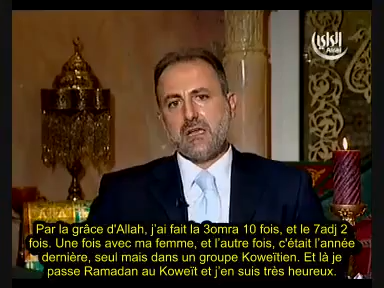 الراي
Alrai
Par la grâce d'Allah, j'ai fait la 3omra 10 fois, et le 7adj 2
fois. Une fois avec ma femme, et l'autre fois, c'était l'année
dernière, seul mais dans un groupe Koweïtien. Et là je
passe Ramadan au Koweït et j'en suis très heureux.